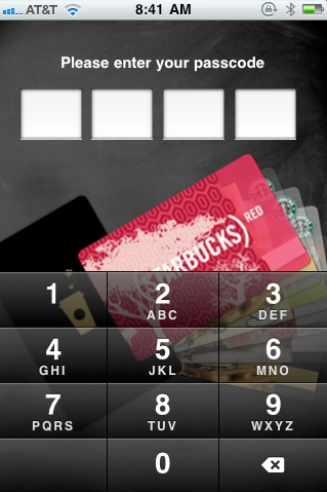 AT&T 8:41 AM
Please enter your passcode
STARBUCKS) RED
1 2 3
ABC DEF
4 5 6
GHI JKL MNO
7 8 9
PQRS TUV WXYZ
0